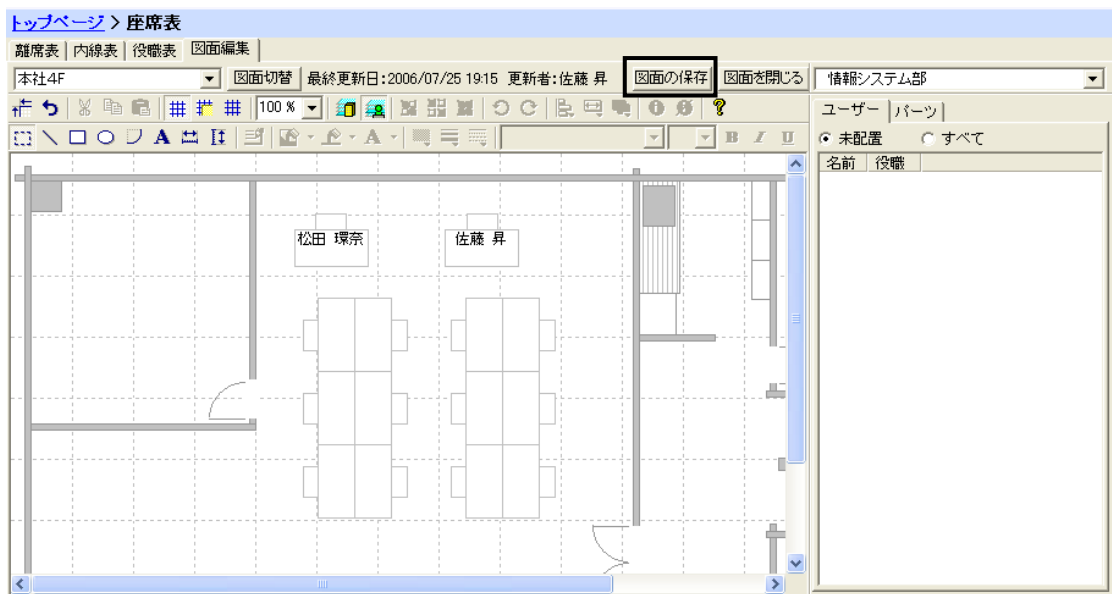 トップページ > 座席表
離席表 内線表 役職表 図面編集
本社4F 図面切替 最終更新日:2006/07/25 19:15 更新者:佐藤 昇 図面の保存 図面を閉じる 情報システム部
100 % ?
A A B I U
ユーザー パーツ
未配置 すべて
名前 役職
松田 環奈 佐藤 昇